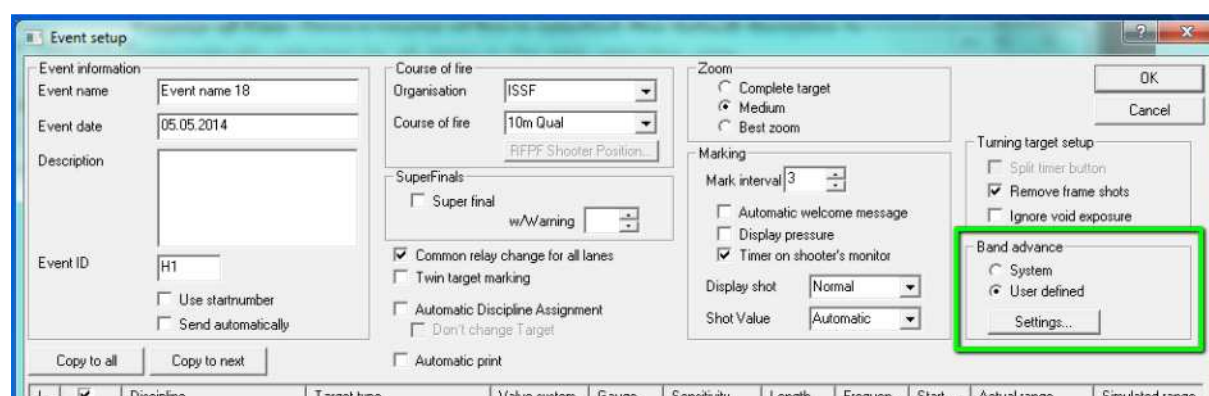 Event setup
Event information
Event name
Event name 18
Event date
05.05.2014
Description
Event ID
H1
Use startnumber
Send automatically
Copy to all
Copy to next
Course of fire
Organisation
ISSF
Course of fire
10m Qual
RFPF Shooter Position...
SuperFinals
Super final
w/Warning
Common relay change for all lanes
Twin target marking
Automatic Discipline Assignment
Don't change Target
Automatic print
Zoom
Complete target
Medium
Best zoom
Marking
Mark interval
3
Automatic welcome message
Display pressure
Timer on shooter's monitor
Display shot
Normal
Shot Value
Automatic
OK
Cancel
Turning target setup
Split timer button
Remove frame shots
Ignore void exposure
Band advance
System
User defined
Settings...
Discipline
Target type
Value system
Gauge
Sensitivity
Length
Frequen
Start
Actual range
Simulated range